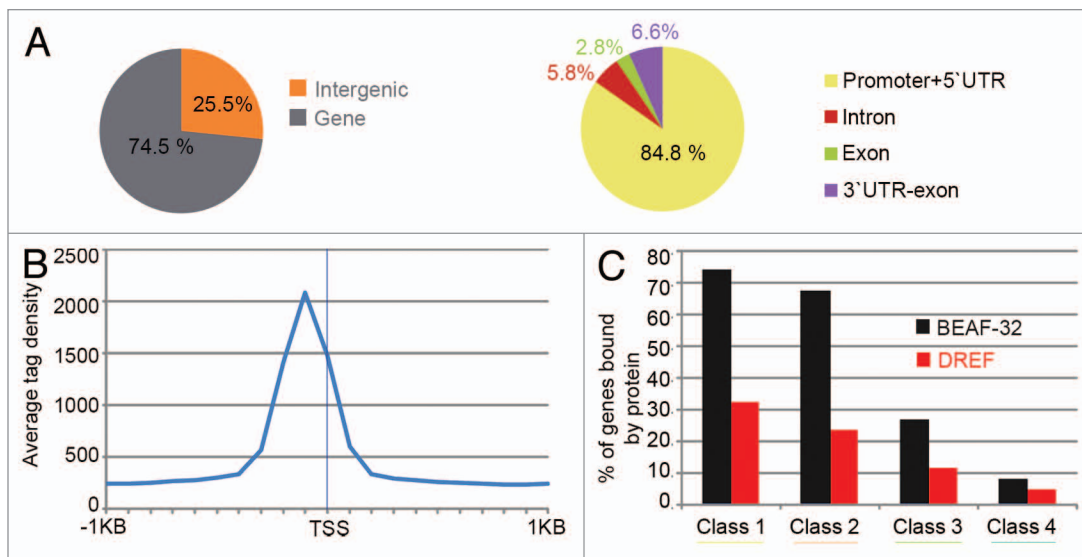 A
25.5%
74.5 %
Intergenic
Gene
6.6%
2.8%
5.8%
84.8 %
Promoter+5`UTR
Intron
Exon
3`UTR-exon
B
Average tag density
2500
2000
1500
1000
500
0
-1KB
TSS
1KB
C
% of genes bound
by protein
80
70
60
50
40
30
20
10
0
BEAF-32
DREF
Class 1
Class 2
Class 3
Class 4